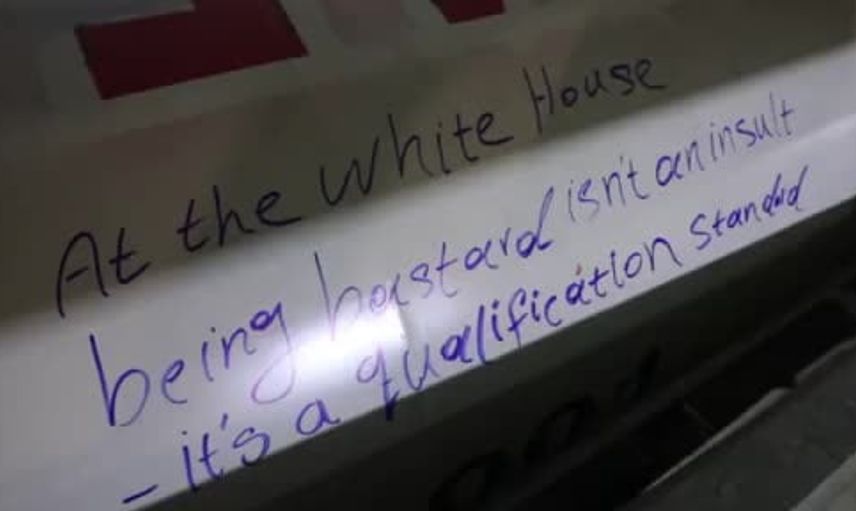 At the White House
being bastard isn't an insult
- it's a qualification standard